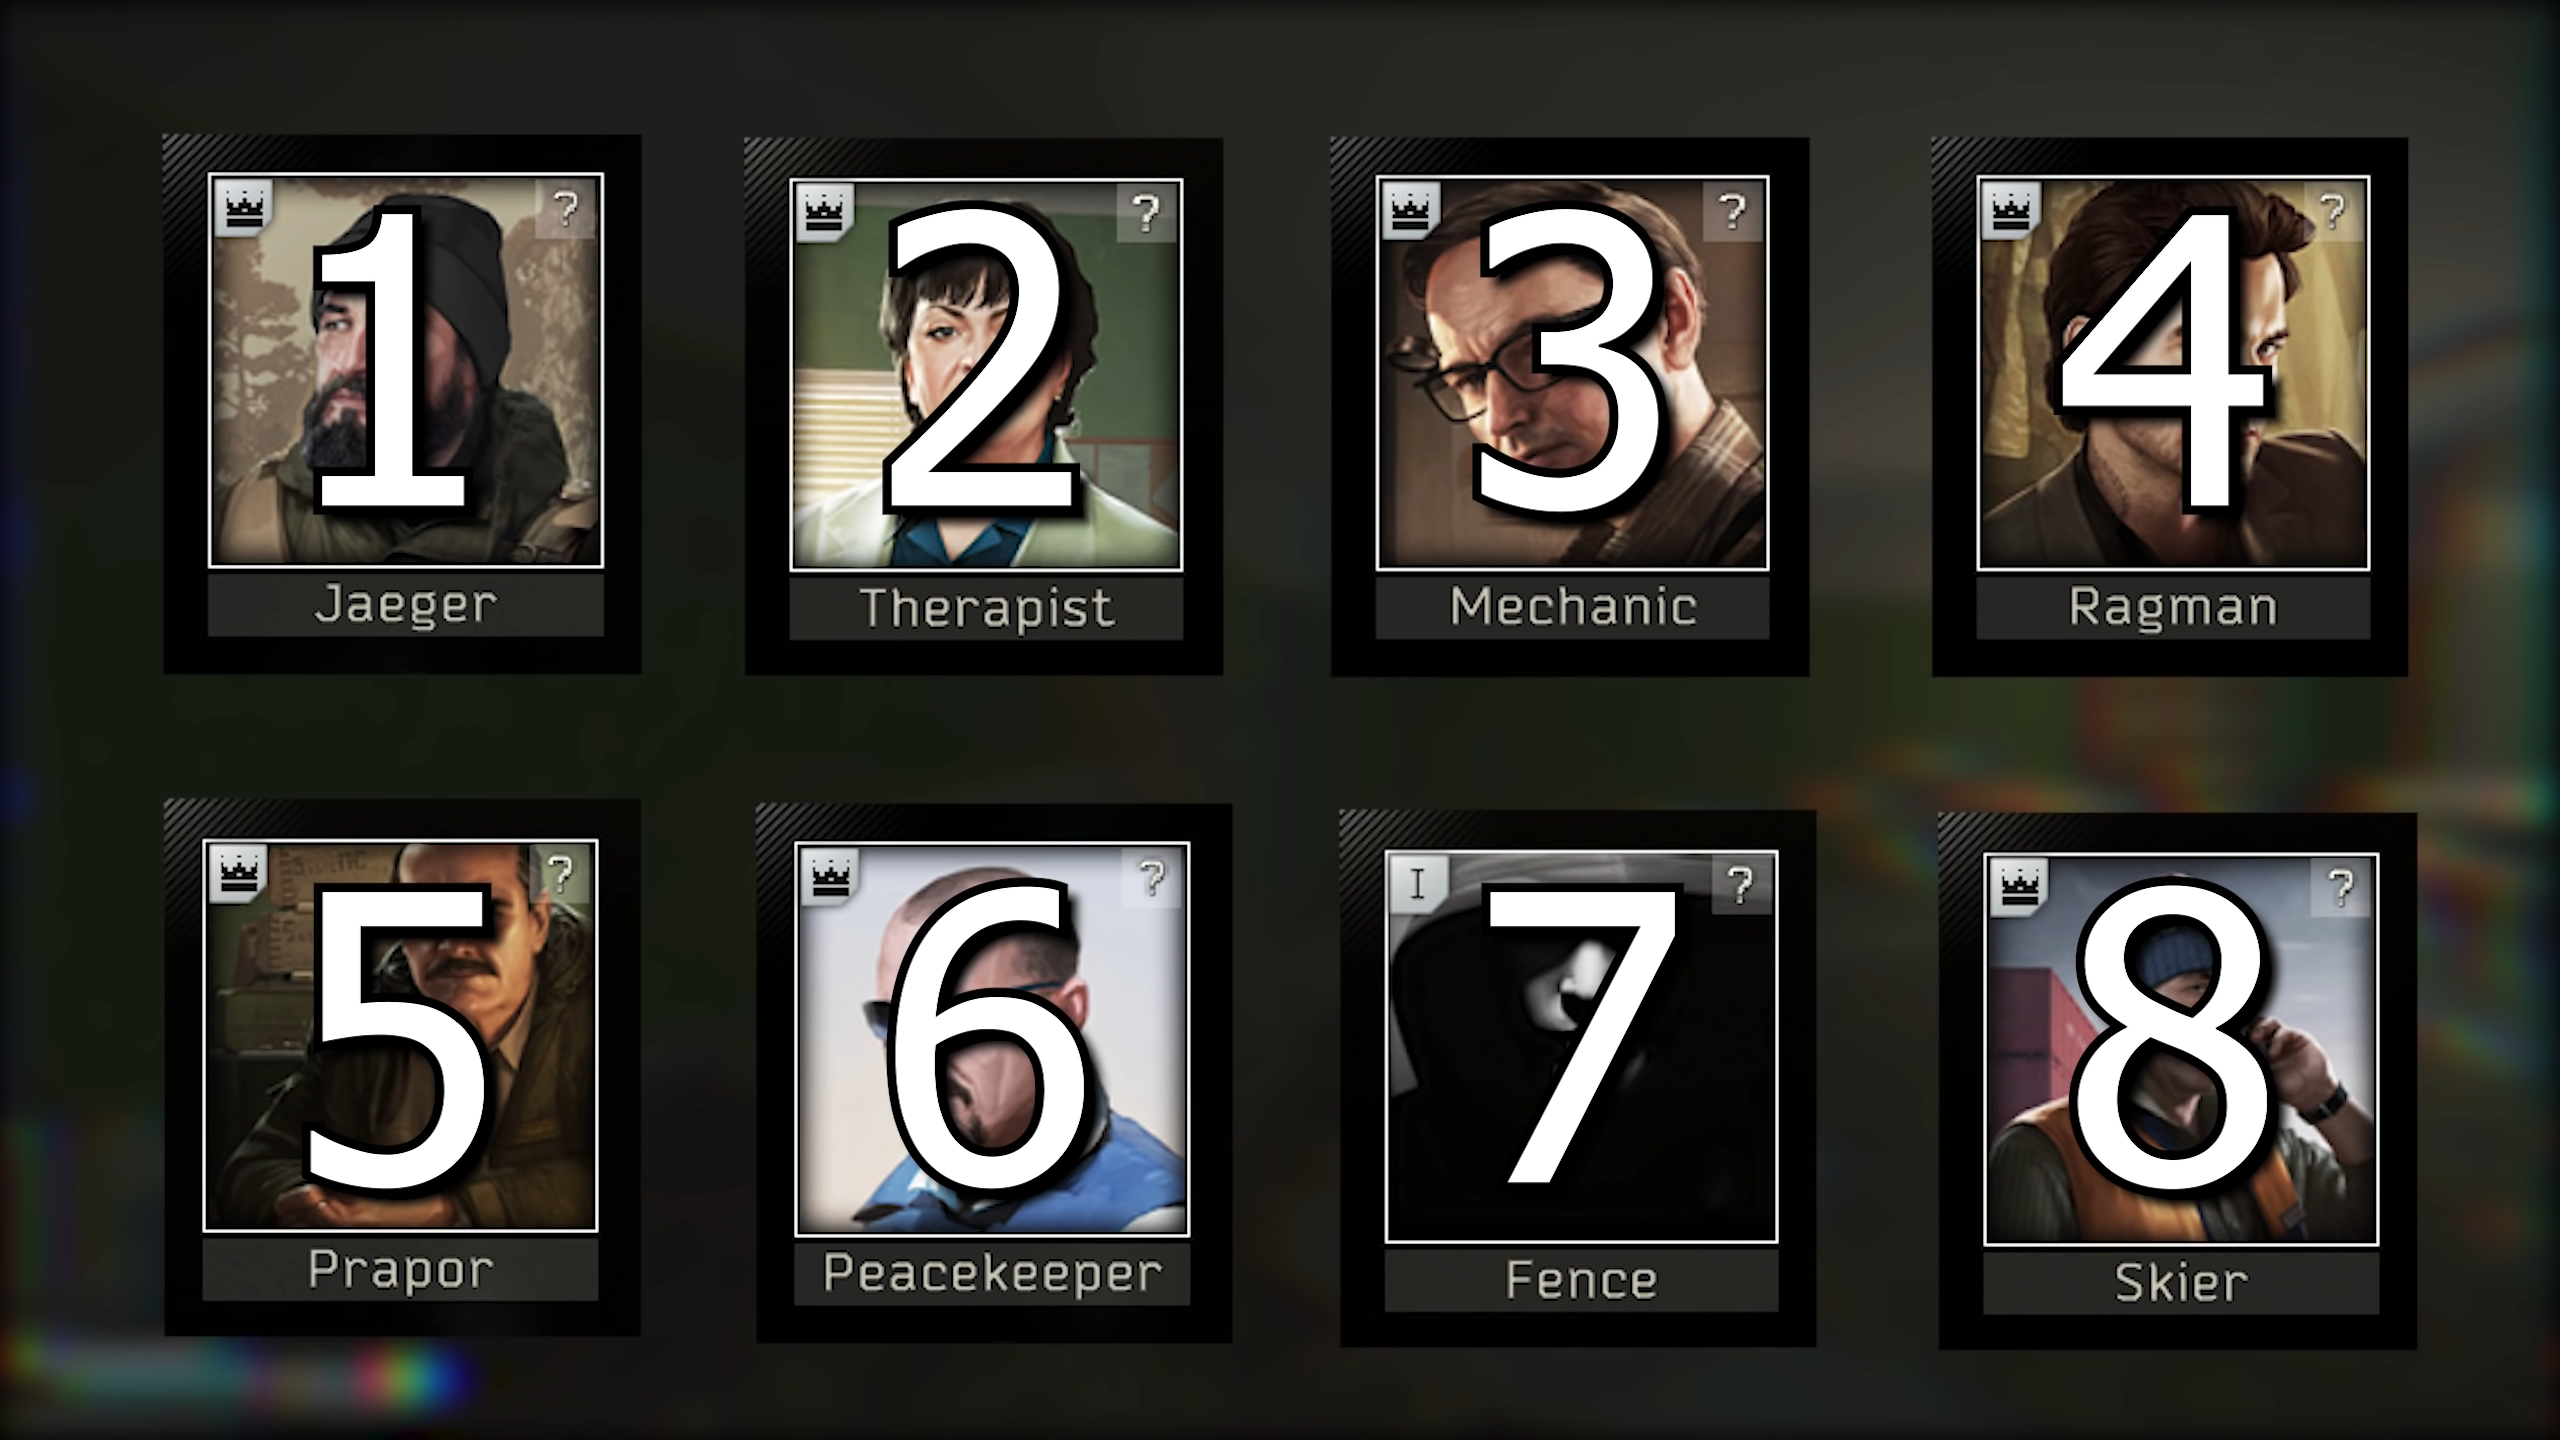 1
?
Jaeger
2
?
Therapist
3
?
Mechanic
4
?
Ragman
5
?
Prapor
6
?
Peacekeeper
I
7
?
Fence
8
?
Skier